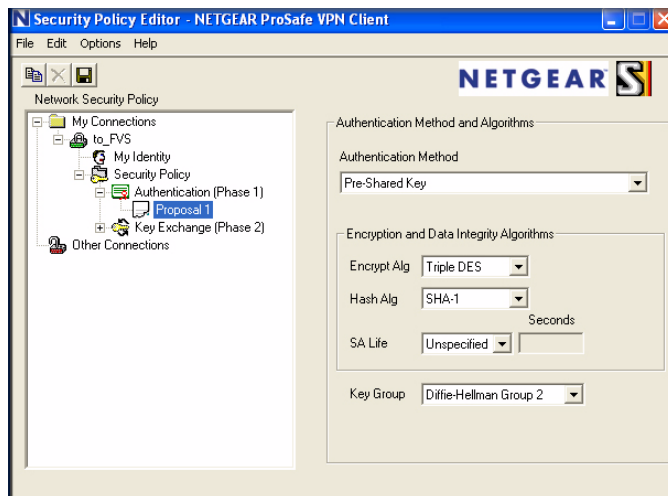 Security Policy Editor - NETGEAR ProSafe VPN Client
File Edit Options Help
NETGEAR
Network Security Policy
My Connections
to_FVS
My Identity
Security Policy
Authentication (Phase 1)
Proposal 1
Key Exchange (Phase 2)
Other Connections
Authentication Method and Algorithms
Authentication Method
Pre-Shared Key
Encryption and Data Integrity Algorithms
Encrypt Alg Triple DES
Hash Alg SHA-1
Seconds
SA Life Unspecified
Key Group Diffie-Hellman Group 2